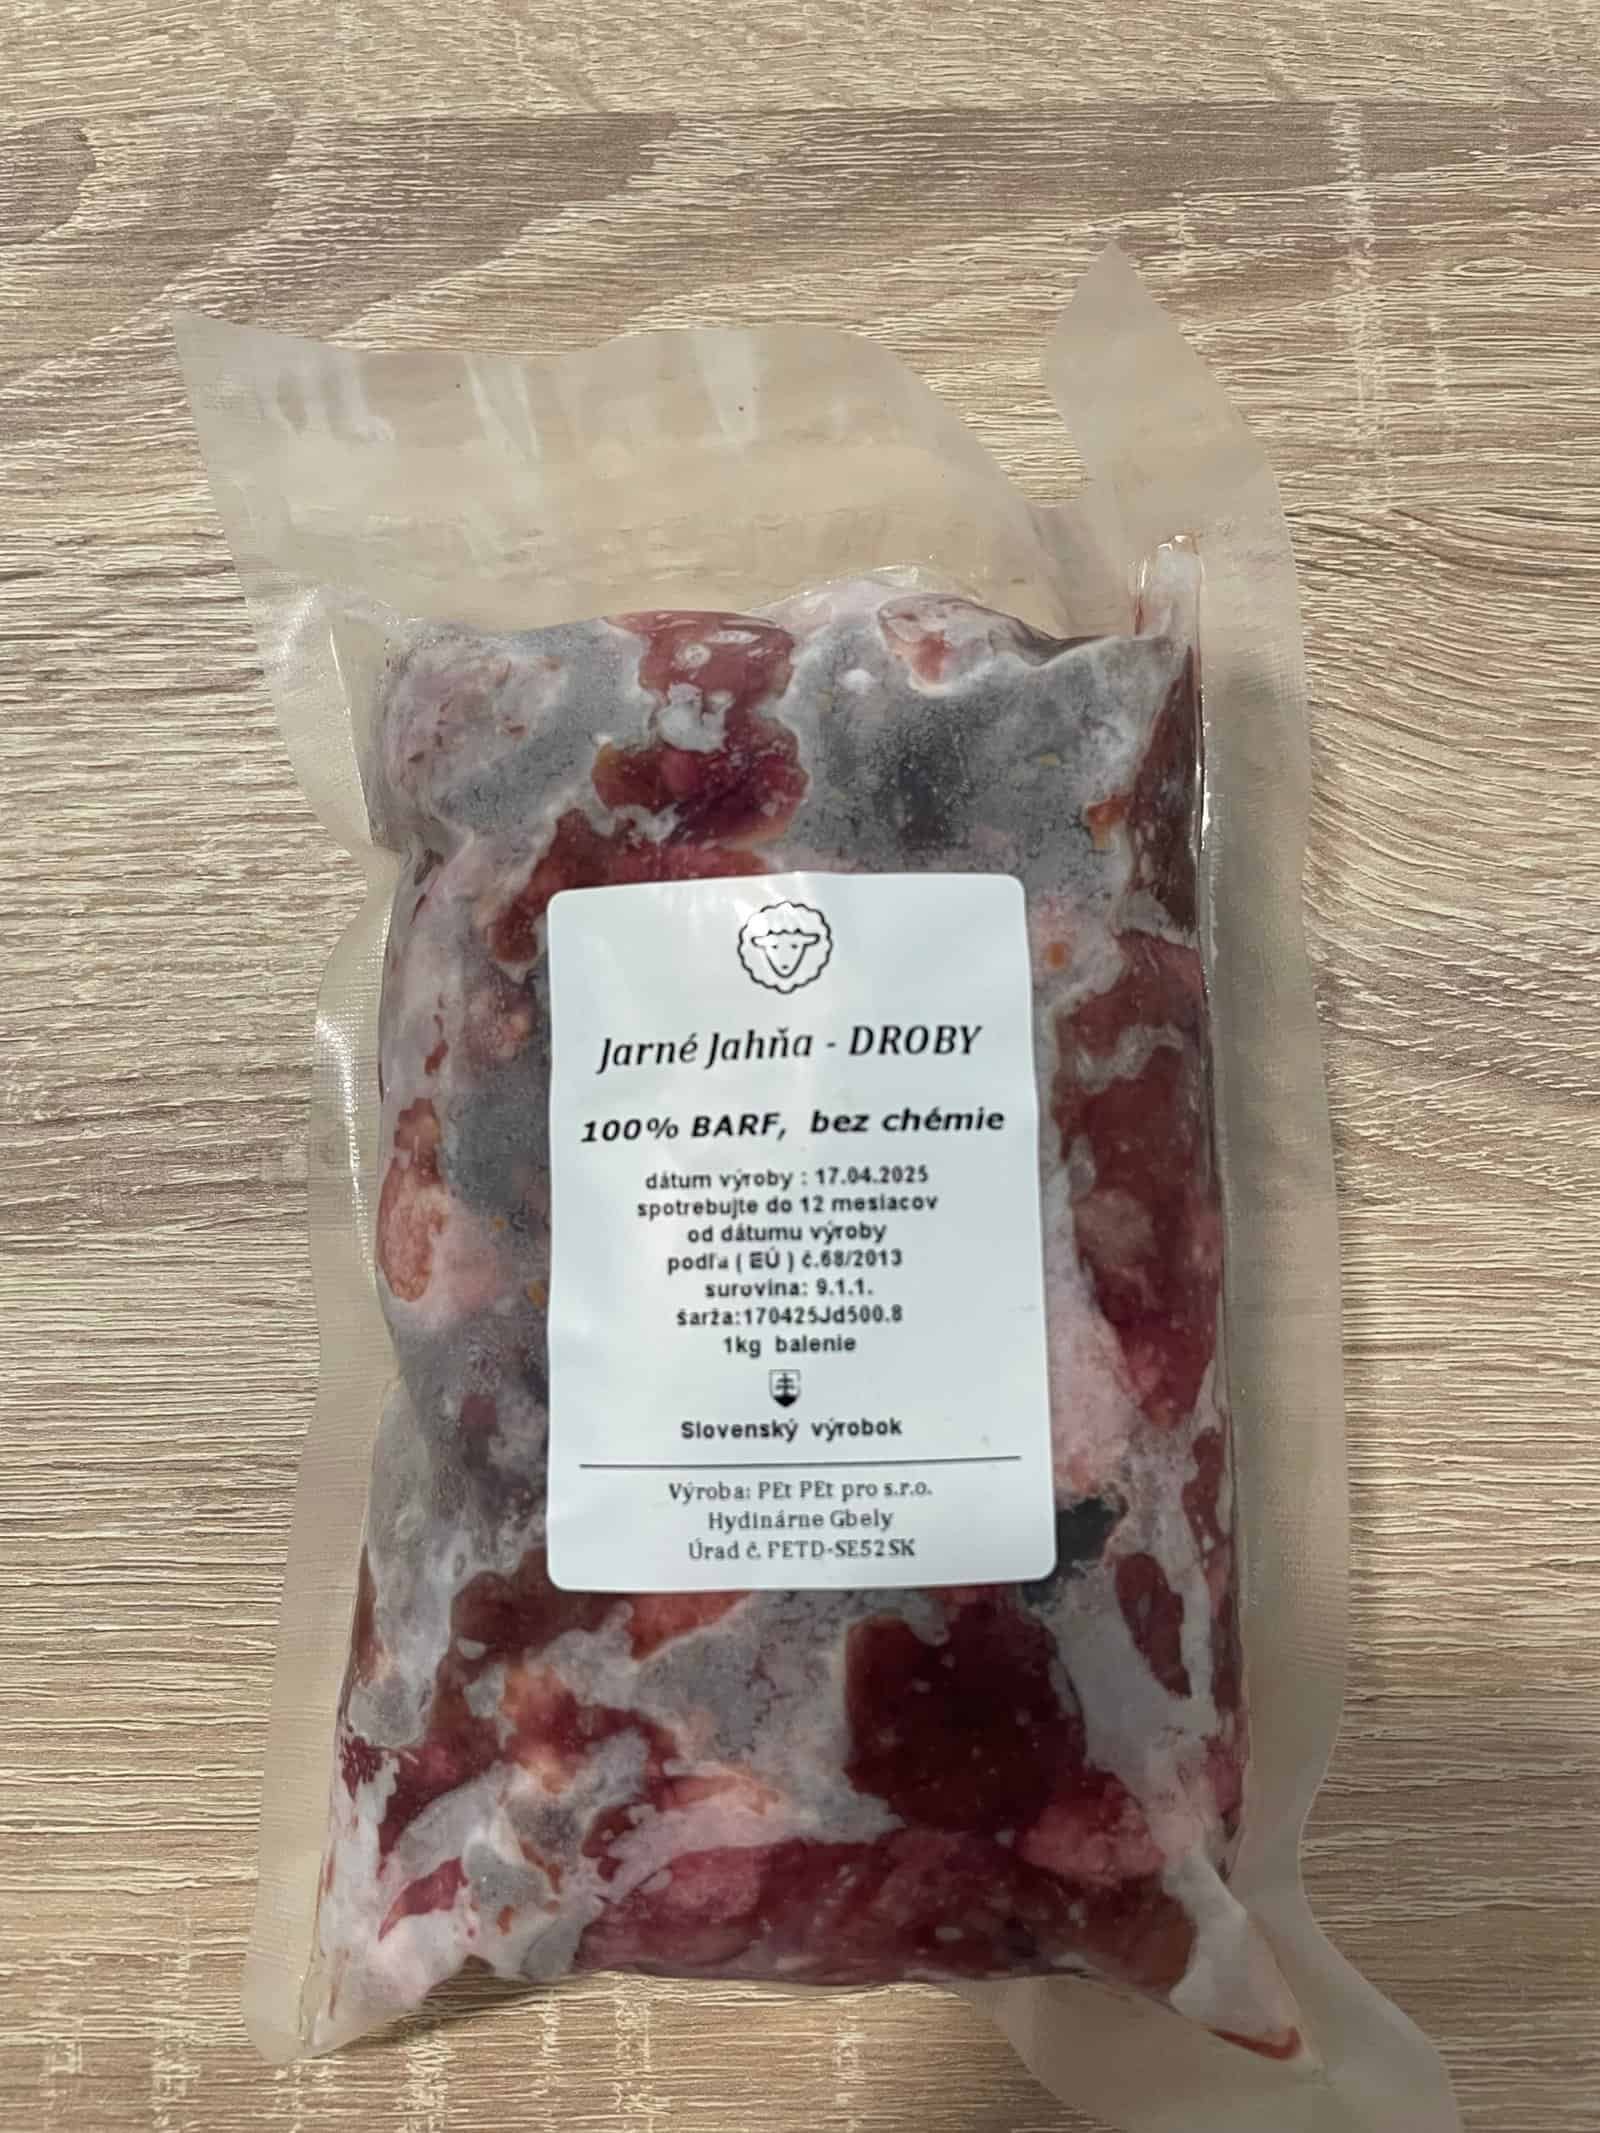 Jarné Jahňa - DROBY
100% BARF, bez chémie
dátum výroby : 17.04.2025
spotrebujte do 12 mesiacov
od dátumu výroby
podľa ( EÚ ) č.68/2013
surovina: 9.1.1.
šarža:170425Jd500.8
1kg balenie
Slovenský výrobok
Výroba: PEt PEt pro s.r.o.
Hydinárne Gbely
Úrad č. PETD-SE52SK